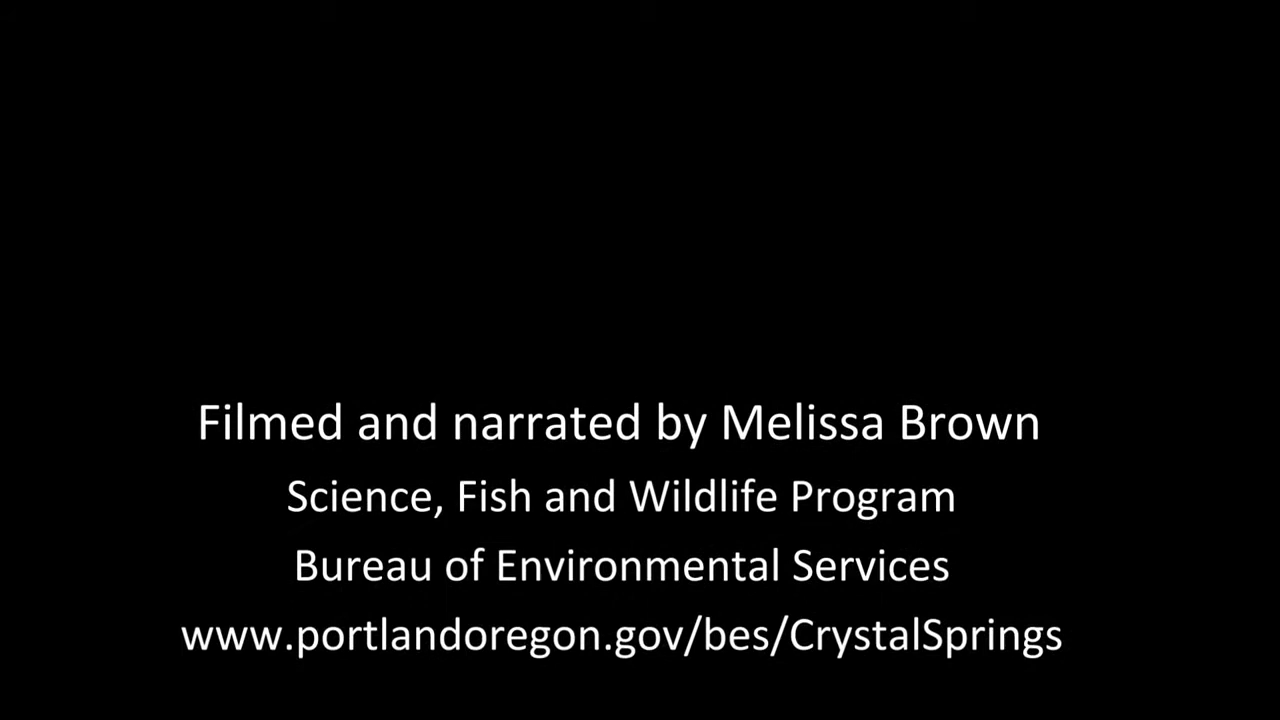 Filmed and narrated by Melissa Brown
Science, Fish and Wildlife Program
Bureau of Environmental Services
www.portlandoregon.gov/bes/CrystalSprings